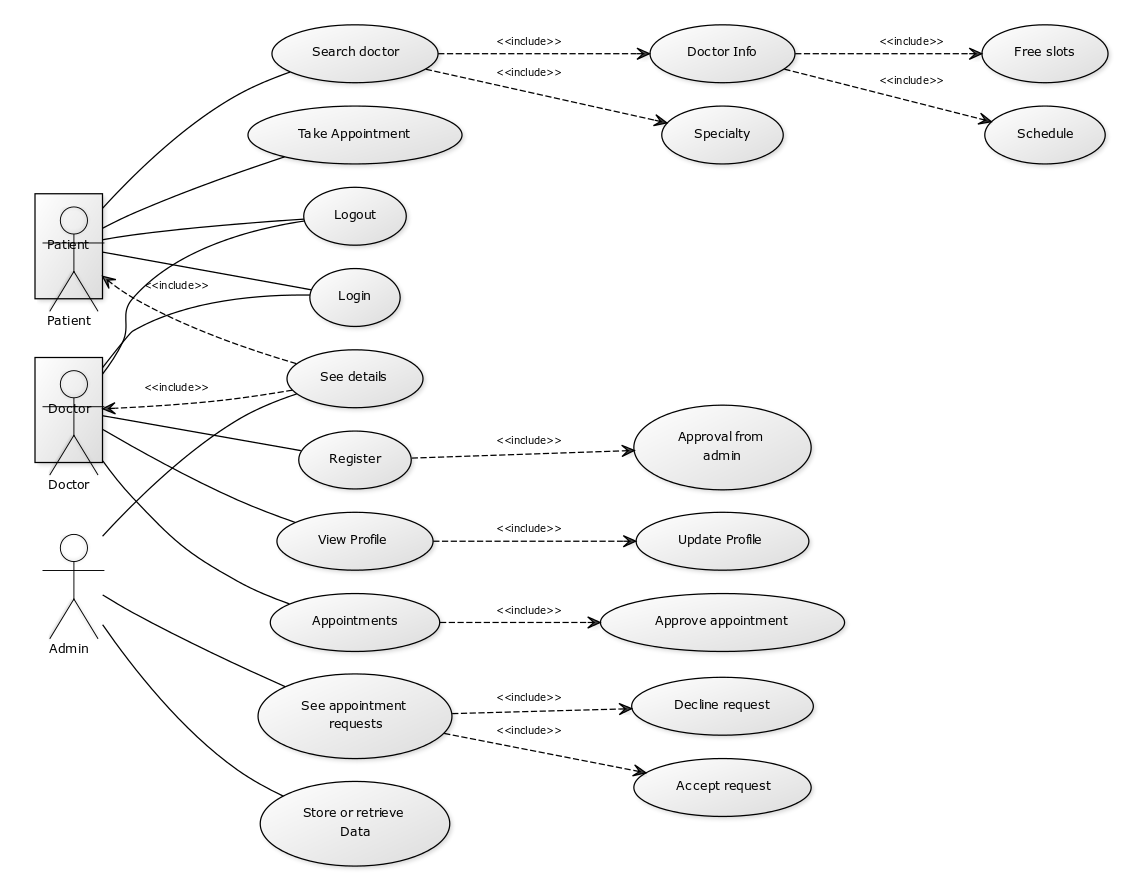 Search doctor
<<include>>
Doctor Info
<<include>>
Free slots
<<include>>
<<include>>
Take Appointment
Specialty
Schedule
Logout
Patient
<<include>>
Login
Patient
See details
<<include>>
Doctor
Register
<<include>>
Approval from
admin
Doctor
View Profile
<<include>>
Update Profile
Appointments
<<include>>
Approve appointment
Admin
See appointment
requests
<<include>>
Decline request
<<include>>
Accept request
Store or retrieve
Data